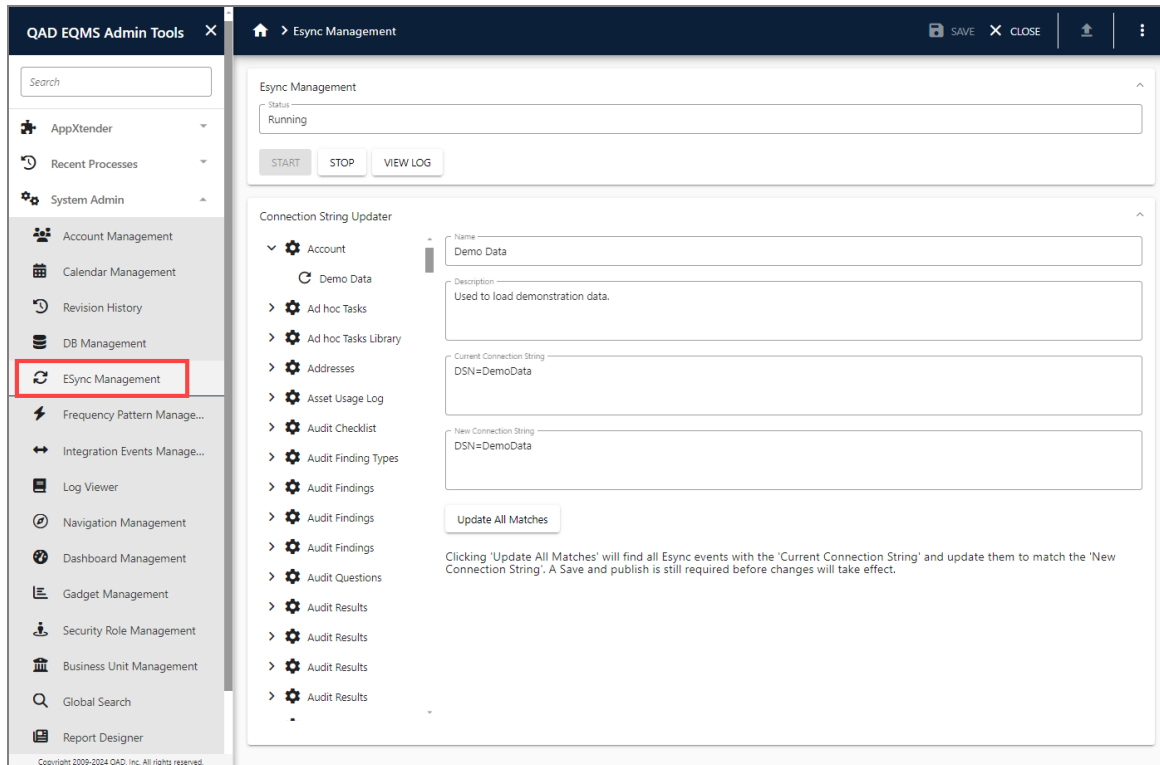 QAD EQMS Admin Tools
Search
AppXtender
Recent Processes
System Admin
Account Management
Calendar Management
Revision History
DB Management
ESync Management
Frequency Pattern Manage...
Integration Events Manage...
Log Viewer
Navigation Management
Dashboard Management
Gadget Management
Security Role Management
Business Unit Management
Global Search
Report Designer
Copyright 2009-2024 QAD, Inc. All rights reserved.
Esync Management
SAVE
CLOSE
Esync Management
Status
Running
START
STOP
VIEW LOG
Connection String Updater
Account
Demo Data
Ad hoc Tasks
Ad hoc Tasks Library
Addresses
Asset Usage Log
Audit Checklist
Audit Finding Types
Audit Findings
Audit Findings
Audit Findings
Audit Questions
Audit Results
Audit Results
Audit Results
Audit Results
Name
Demo Data
Description
Used to load demonstration data.
Current Connection String
DSN=DemoData
New Connection String
DSN=DemoData
Update All Matches
Clicking 'Update All Matches' will find all Esync events with the 'Current Connection String' and update them to match the 'New
Connection String'. A Save and publish is still required before changes will take effect.